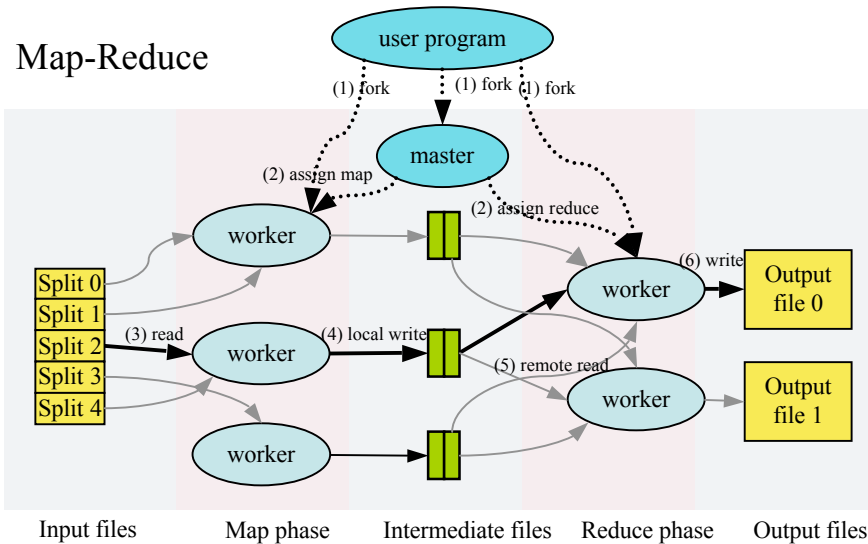 Map-Reduce
user program
(1) fork
(1) fork
(1) fork
master
(2) assign map
(2) assign reduce
worker
worker
worker
Split 0
Split 1
Split 2
Split 3
Split 4
(3) read
(4) local write
(5) remote read
worker
worker
(6) write
Output
file 0
Output
file 1
Input files
Map phase
Intermediate files
Reduce phase
Output files